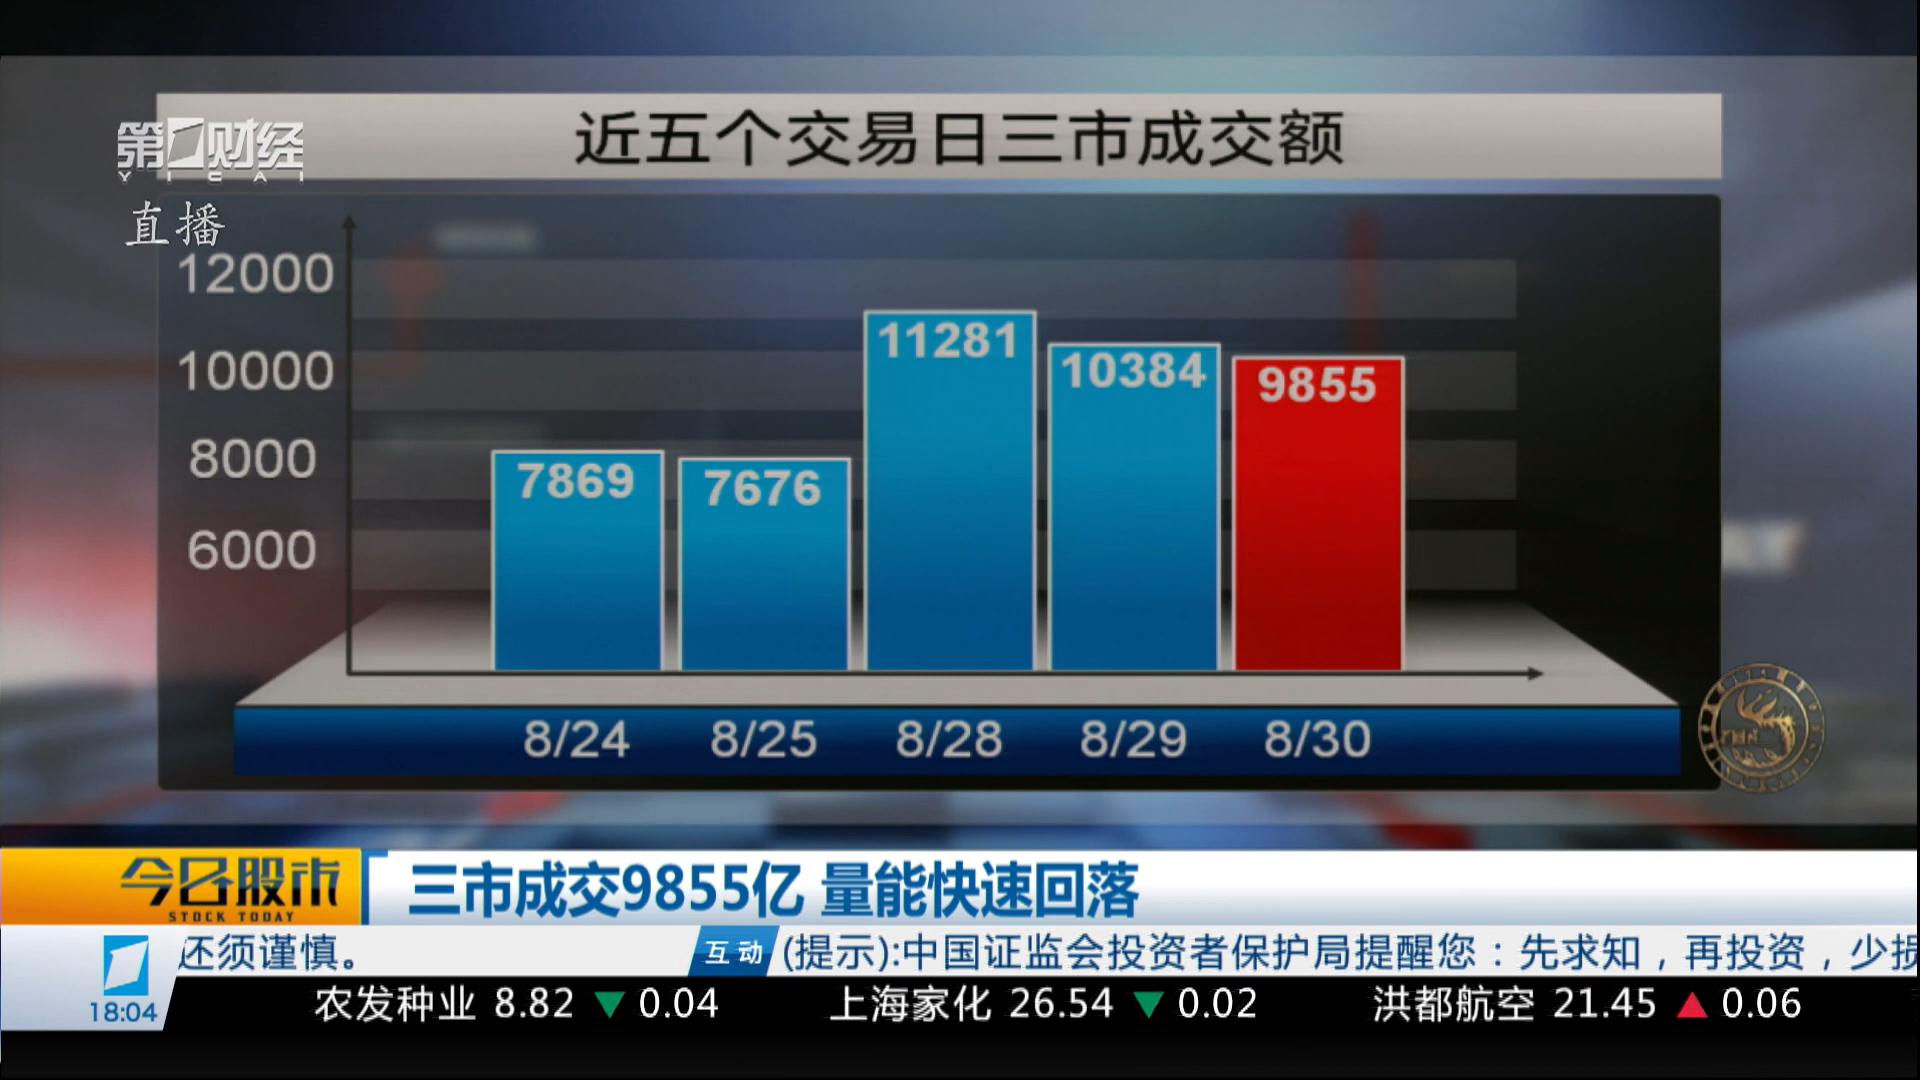 近五个交易日三市成交额
第一财经
YICAI
直播
12000
10000
8000
6000
7869
7676
11281
10384
9855
8/24 8/25 8/28 8/29 8/30
今日股市
STOCK TODAY
三市成交9855亿 量能快速回落
还须谨慎。 互动 (提示):中国证监会投资者保护局提醒您：先求知，再投资，少损
18:04
农发种业 8.82 ▼ 0.04 上海家化 26.54 ▼ 0.02 洪都航空 21.45 ▲ 0.06